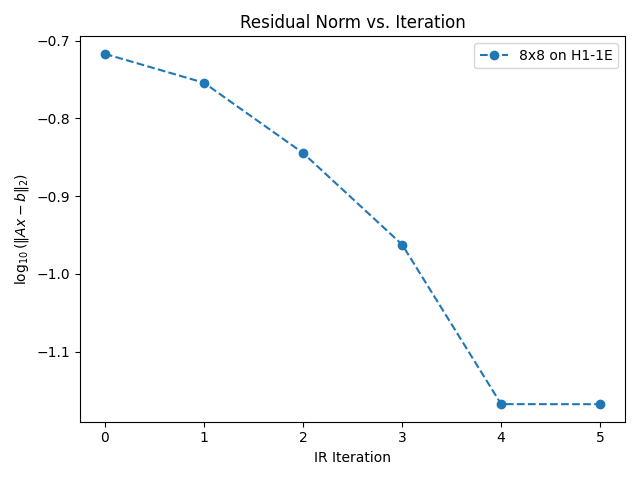 Residual Norm vs. Iteration
8x8 on H1-1E
log₁₀(∥Ax − b∥₂)
−0.7
−0.8
−0.9
−1.0
−1.1
0 1 2 3 4 5
IR Iteration